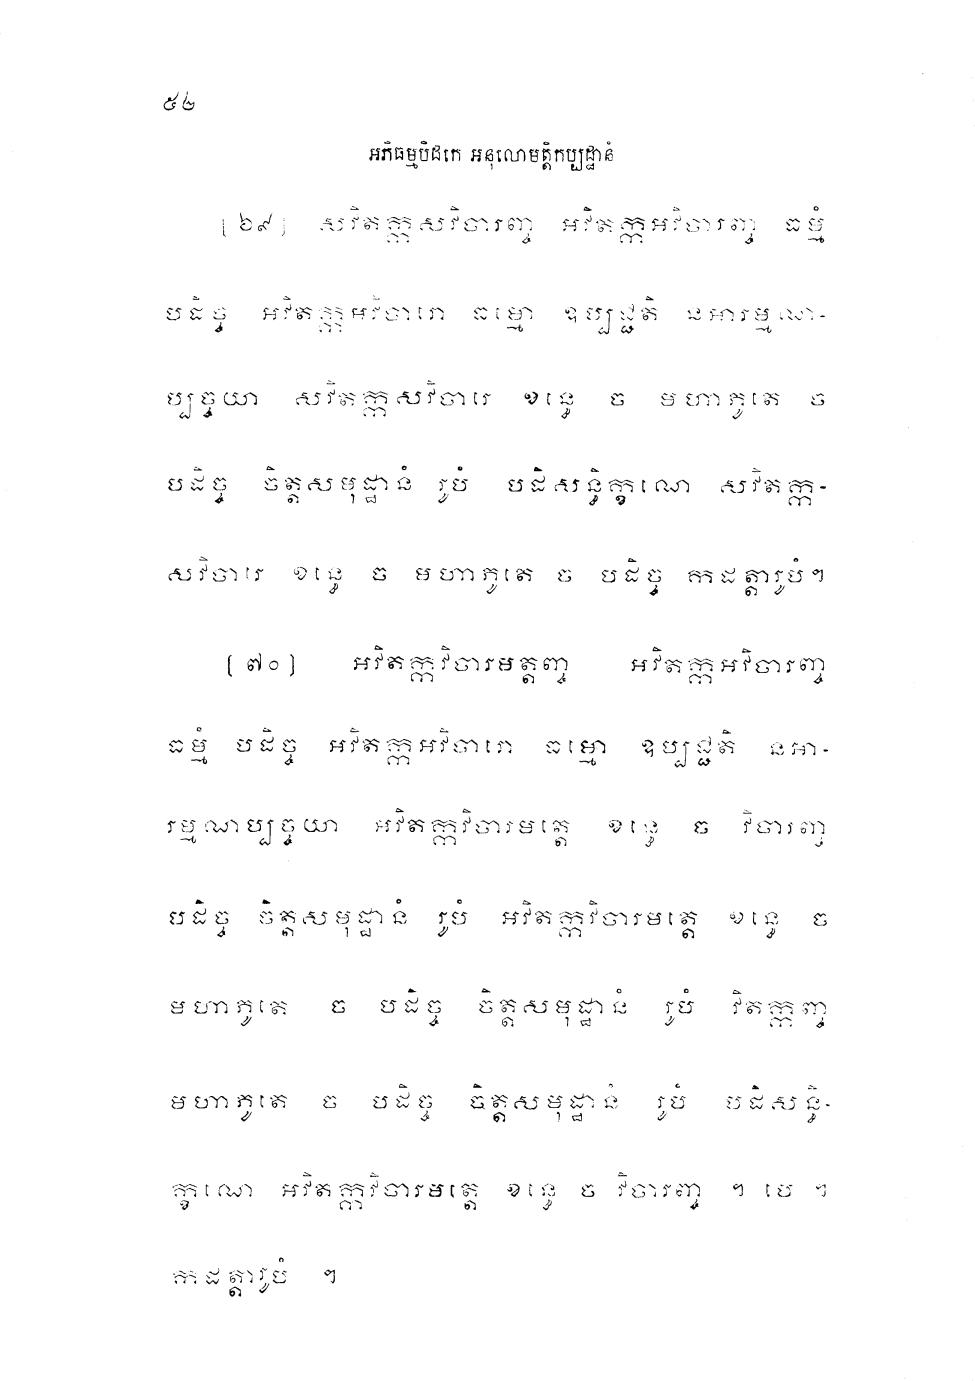 ៥២
អភិធម្មបិដកេ អនុលោមត្តិកប្បដ្ឋានំ
[៦៩] សវិតក្កសវិចារញ្ច អវិតក្កអវិចារញ្ច ធម្មំ
បដិច្ច អវិតក្កអវិចារោ ធម្មោ ឧប្បជ្ជតិ នអារម្មណ-
ប្បច្ចយា សវិតក្កសវិចារេ ខន្ធេ ច មហាភូតេ ច
បដិច្ច ចិត្តសមុដ្ឋានំ រូបំ បដិសន្ធិក្ខណេ សវិតក្ក-
សវិចារេ ខន្ធេ ច មហាភូតេ ច បដិច្ច កដត្តារូបំ។
[៧០] អវិតក្កវិចារមត្តញ្ច អវិតក្កអវិចារញ្ច
ធម្មំ បដិច្ច អវិតក្កអវិចារោ ធម្មោ ឧប្បជ្ជតិ នអា-
រម្មណប្បច្ចយា អវិតក្កវិចារមត្តេ ខន្ធេ ច វិចារញ្ច
បដិច្ច ចិត្តសមុដ្ឋានំ រូបំ អវិតក្កវិចារមត្តេ ខន្ធេ ច
មហាភូតេ ច បដិច្ច ចិត្តសមុដ្ឋានំ រូបំ វិតក្កញ្ច
មហាភូតេ ច បដិច្ច ចិត្តសមុដ្ឋានំ រូបំ បដិសន្ធិ-
ក្ខណេ អវិតក្កវិចារមត្តេ ខន្ធេ ច វិចារញ្ច ។ បេ ។
កដត្តារូបំ ។